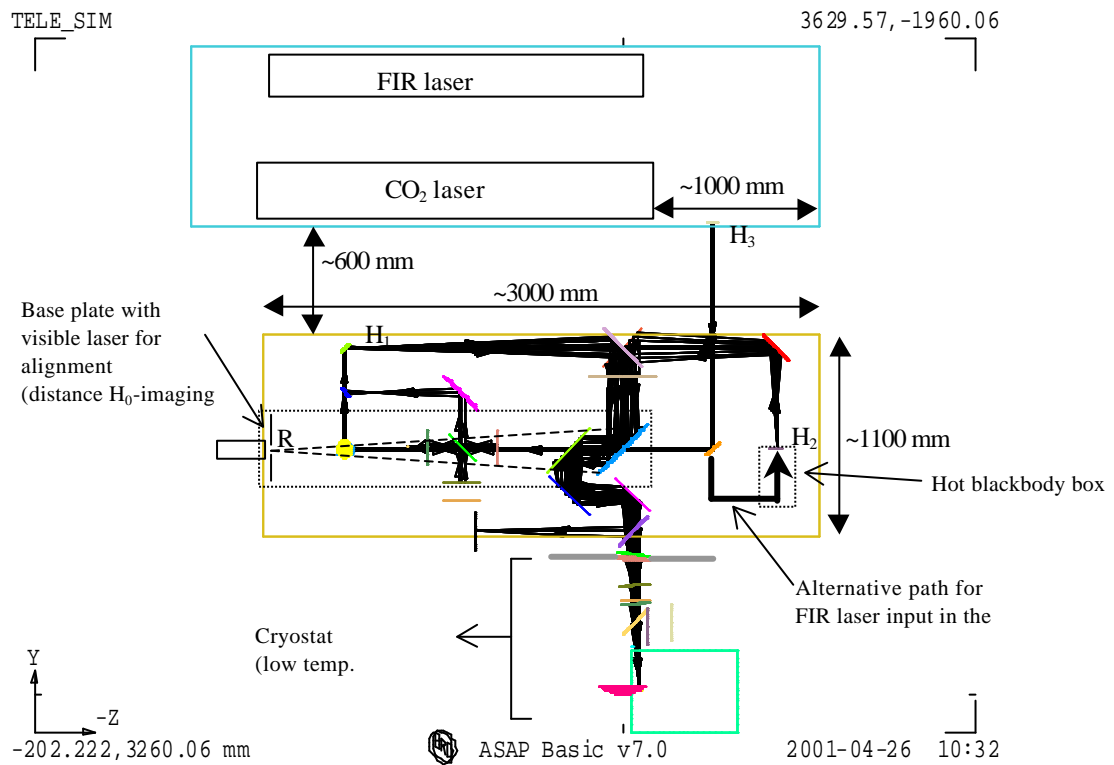 TELE_SIM
3629.57,-1960.06
FIR laser
CO₂ laser
~1000 mm
H₃
~600 mm
~3000 mm
Base plate with
visible laser for
alignment
(distance H₀-imaging
H₁
R
H₂
~1100 mm
Hot blackbody box
Alternative path for
FIR laser input in the
Cryostat
(low temp.
Y
-Z
-202.222,3260.06 mm
ASAP Basic v7.0
2001-04-26 10:32